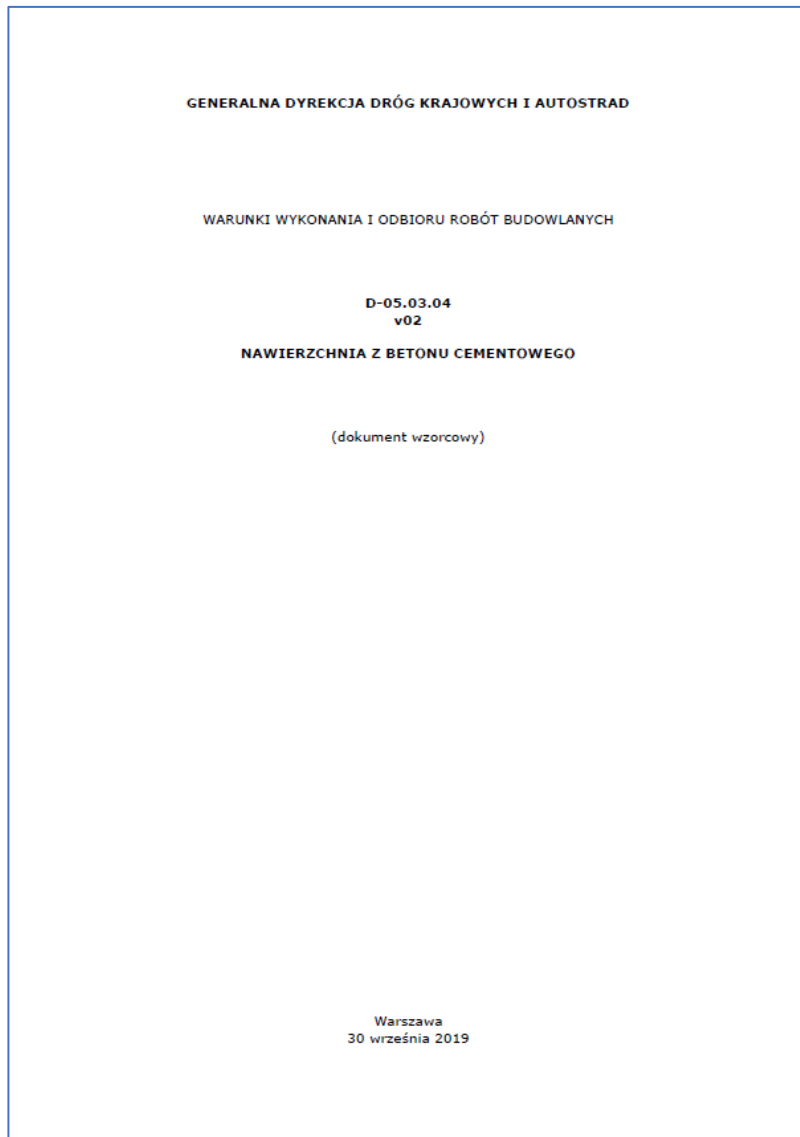 GENERALNA DYREKCJA DRÓG KRAJOWYCH I AUTOSTRAD
WARUNKI WYKONANIA I ODBIORU ROBÓT BUDOWLANYCH
D-05.03.04
v02
NAWIERZCHNIA Z BETONU CEMENTOWEGO
(dokument wzorcowy)
Warszawa
30 września 2019